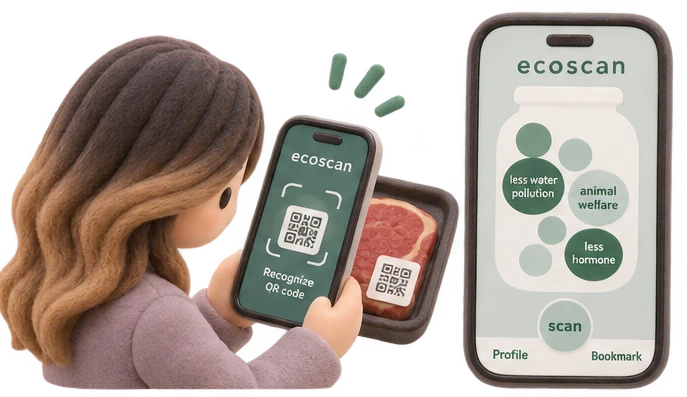 ecoscan
Recognize
QR code
ecoscan
less water
pollution
animal
welfare
less
hormone
scan
Profile
Bookmark